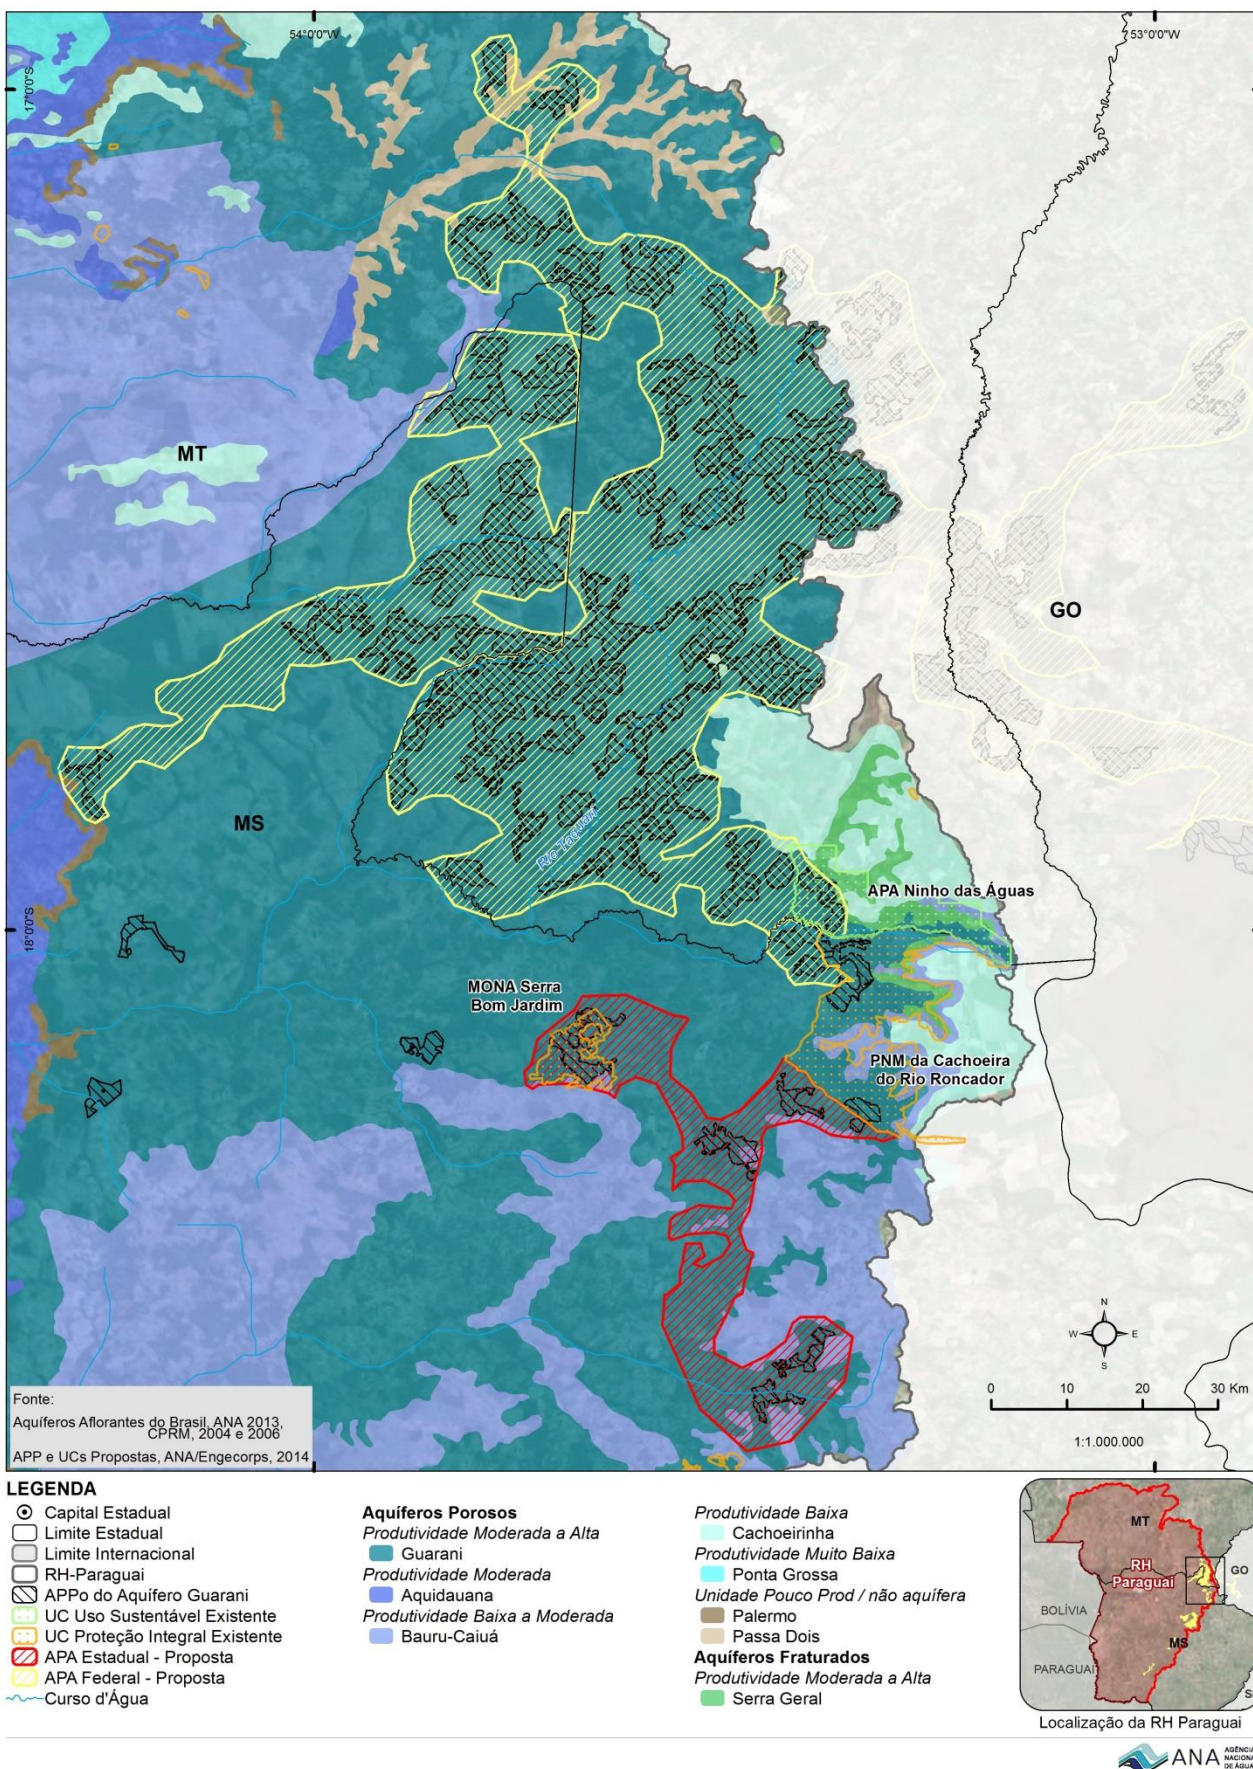 54°0'0"W
53°0'0"W
17°0'0"S
MT
GO
MS
Rio Taquari
18°0'0"S
APA Ninho das Águas
MONA Serra
Bom Jardim
PNM da Cachoeira
do Rio Roncador
N
W E
S
0 10 20 30 Km
1:1.000.000
Fonte:
Aquíferos Aflorantes do Brasil, ANA 2013,
CPRM, 2004 e 2006
APP e UCs Propostas, ANA/Engecorps, 2014
LEGENDA
Capital Estadual
Limite Estadual
Limite Internacional
RH-Paraguai
APPo do Aquífero Guarani
UC Uso Sustentável Existente
UC Proteção Integral Existente
APA Estadual - Proposta
APA Federal - Proposta
Curso d'Água
Aquíferos Porosos
Produtividade Moderada a Alta
Guarani
Produtividade Moderada
Aquidauana
Produtividade Baixa a Moderada
Bauru-Caiuá
Produtividade Baixa
Cachoeirinha
Produtividade Muito Baixa
Ponta Grossa
Unidade Pouco Prod / não aquífera
Palermo
Passa Dois
Aquíferos Fraturados
Produtividade Moderada a Alta
Serra Geral
MT
RH
Paraguai
GO
BOLÍVIA
MS
PARAGUAI
Localização da RH Paraguai
ANA
AGÊNCIA
NACIONAL
DE ÁGUAS